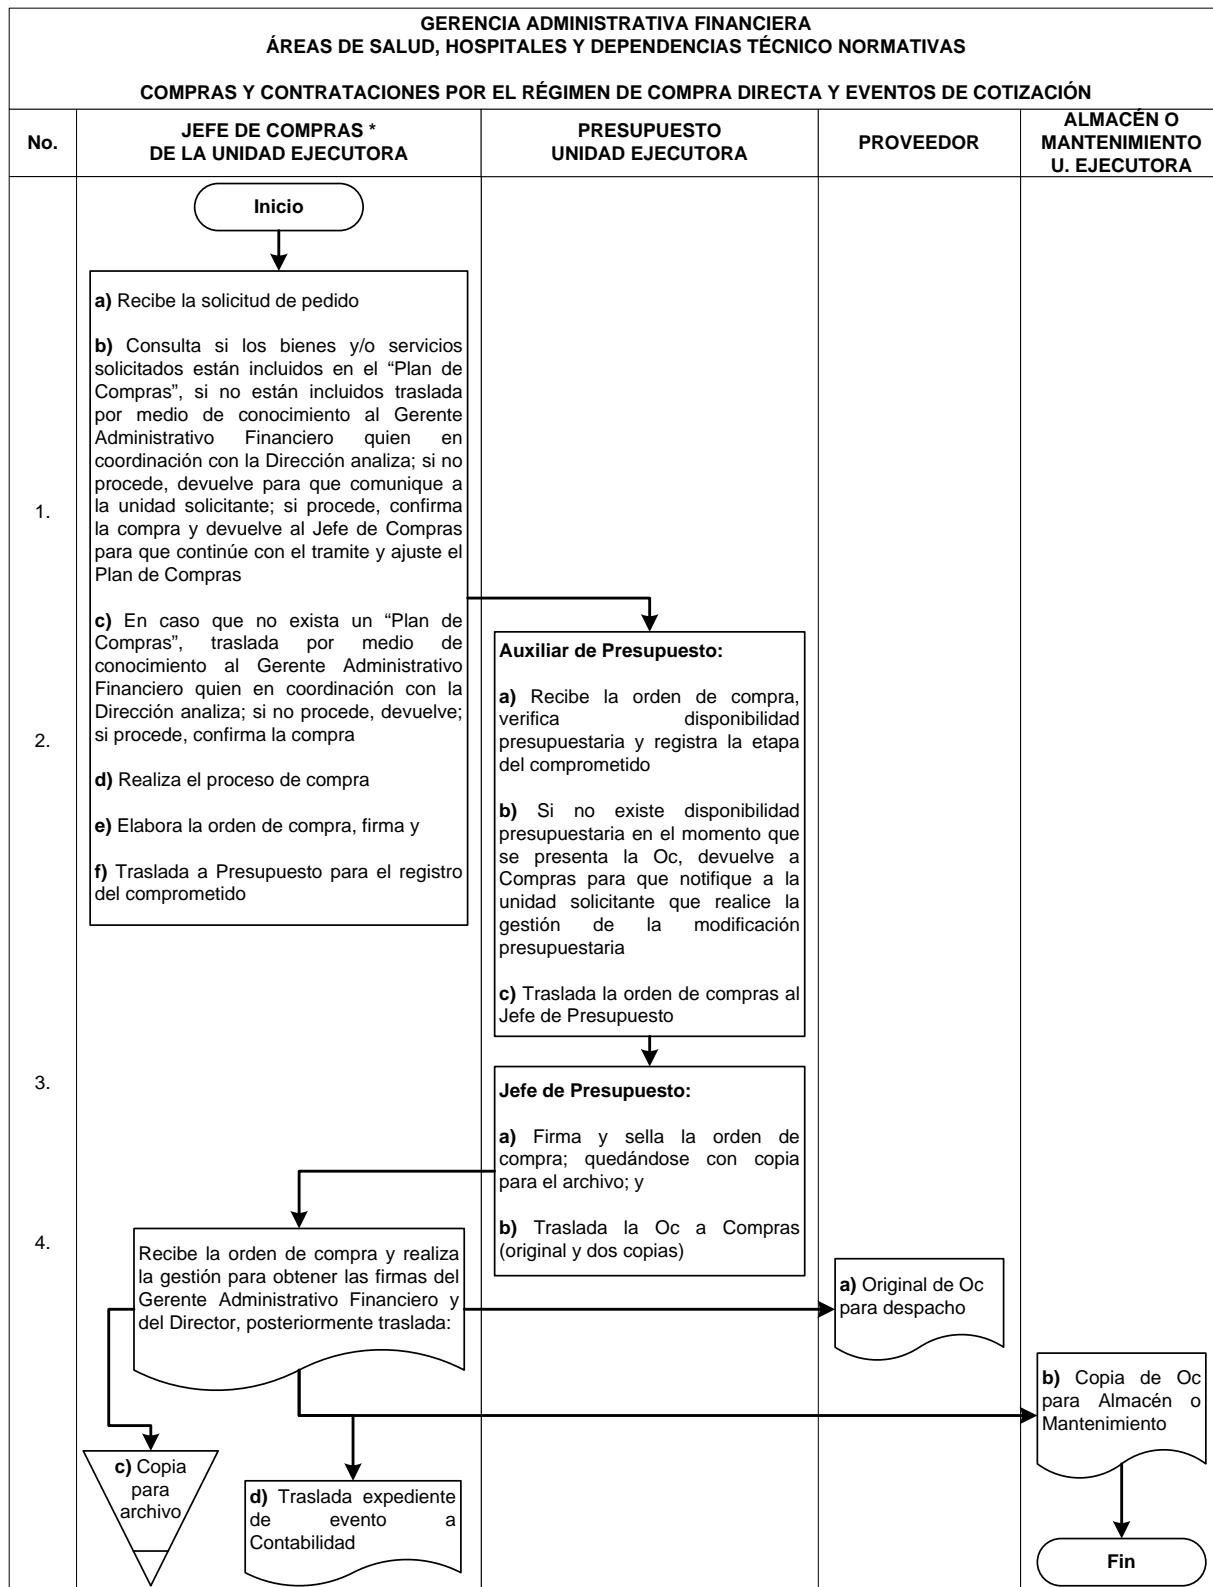 GERENCIA ADMINISTRATIVA FINANCIERA
ÁREAS DE SALUD, HOSPITALES Y DEPENDENCIAS TÉCNICO NORMATIVAS
COMPRAS Y CONTRATACIONES POR EL RÉGIMEN DE COMPRA DIRECTA Y EVENTOS DE COTIZACIÓN
No.
JEFE DE COMPRAS *
DE LA UNIDAD EJECUTORA
PRESUPUESTO
UNIDAD EJECUTORA
PROVEEDOR
ALMACÉN O
MANTENIMIENTO
U. EJECUTORA
Inicio
1.
a) Recibe la solicitud de pedido
b) Consulta si los bienes y/o servicios
solicitados están incluidos en el “Plan de
Compras”, si no están incluidos traslada
por medio de conocimiento al Gerente
Administrativo Financiero quien en
coordinación con la Dirección analiza; si no
procede, devuelve para que comunique a
la unidad solicitante; si procede, confirma
la compra y devuelve al Jefe de Compras
para que continúe con el tramite y ajuste el
Plan de Compras
c) En caso que no exista un “Plan de
Compras”, traslada por medio de
conocimiento al Gerente Administrativo
Financiero quien en coordinación con la
Dirección analiza; si no procede, devuelve;
si procede, confirma la compra
d) Realiza el proceso de compra
e) Elabora la orden de compra, firma y
f) Traslada a Presupuesto para el registro
del comprometido
2.
Auxiliar de Presupuesto:
a) Recibe la orden de compra,
verifica disponibilidad
presupuestaria y registra la etapa
del comprometido
b) Si no existe disponibilidad
presupuestaria en el momento que
se presenta la Oc, devuelve a
Compras para que notifique a la
unidad solicitante que realice la
gestión de la modificación
presupuestaria
c) Traslada la orden de compras al
Jefe de Presupuesto
3.
Jefe de Presupuesto:
a) Firma y sella la orden de
compra; quedándose con copia
para el archivo; y
b) Traslada la Oc a Compras
(original y dos copias)
4.
Recibe la orden de compra y realiza
la gestión para obtener las firmas del
Gerente Administrativo Financiero y
del Director, posteriormente traslada:
a) Original de Oc
para despacho
b) Copia de Oc
para Almacén o
Mantenimiento
c) Copia
para
archivo
d) Traslada expediente
de evento a
Contabilidad
Fin